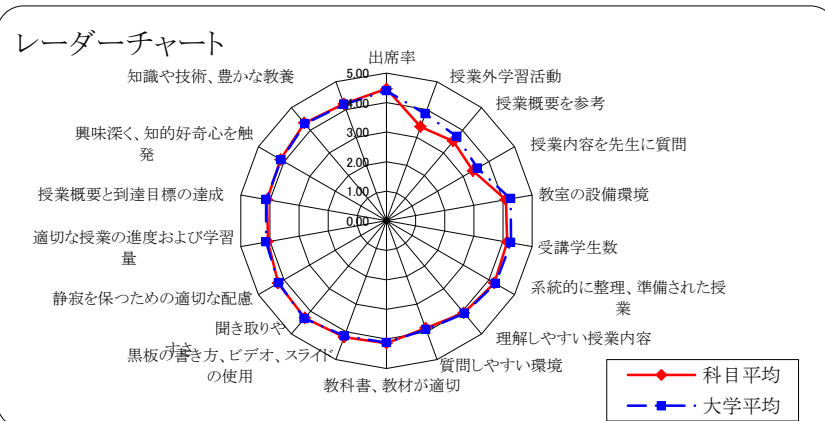 レーダーチャート
出席率
授業外学習活動
授業概要を参考
授業内容を先生に質問
教室の設備環境
受講学生数
系統的に整理、準備された授
業
理解しやすい授業内容
質問しやすい環境
教科書、教材が適切
黒板の書き方、ビデオ、スライド
の使用
聞き取りや
すさ
静寂を保つための適切な配慮
適切な授業の進度および学習
量
授業概要と到達目標の達成
興味深く、知的好奇心を触
発
知識や技術、豊かな教養
5.00
4.00
3.00
2.00
1.00
0.00
科目平均
大学平均